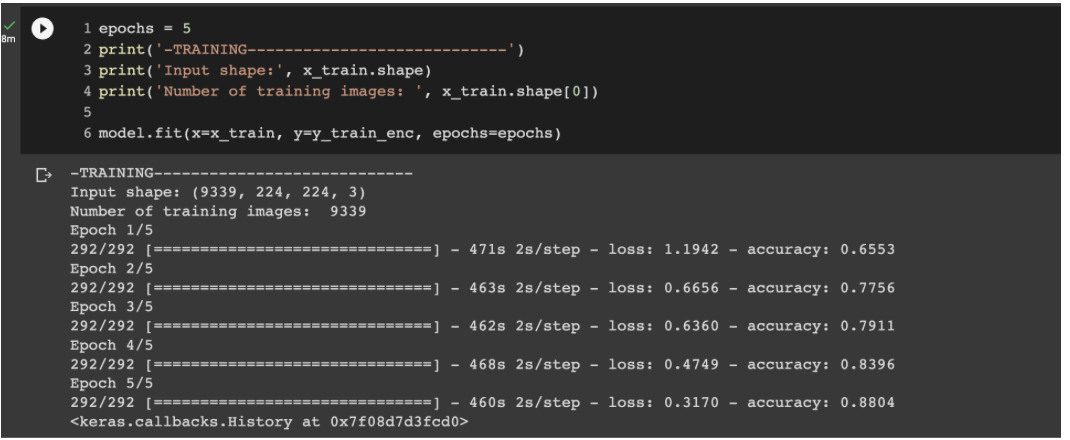 8m
1 epochs = 5
2 print('-TRAINING----------------------------')
3 print('Input shape:', x_train.shape)
4 print('Number of training images: ', x_train.shape[0])
5
6 model.fit(x=x_train, y=y_train_enc, epochs=epochs)
-TRAINING----------------------------
Input shape: (9339, 224, 224, 3)
Number of training images:  9339
Epoch 1/5
292/292 [==============================] - 471s 2s/step - loss: 1.1942 - accuracy: 0.6553
Epoch 2/5
292/292 [==============================] - 463s 2s/step - loss: 0.6656 - accuracy: 0.7756
Epoch 3/5
292/292 [==============================] - 462s 2s/step - loss: 0.6360 - accuracy: 0.7911
Epoch 4/5
292/292 [==============================] - 468s 2s/step - loss: 0.4749 - accuracy: 0.8396
Epoch 5/5
292/292 [==============================] - 460s 2s/step - loss: 0.3170 - accuracy: 0.8804
<keras.callbacks.History at 0x7f08d7d3fcd0>